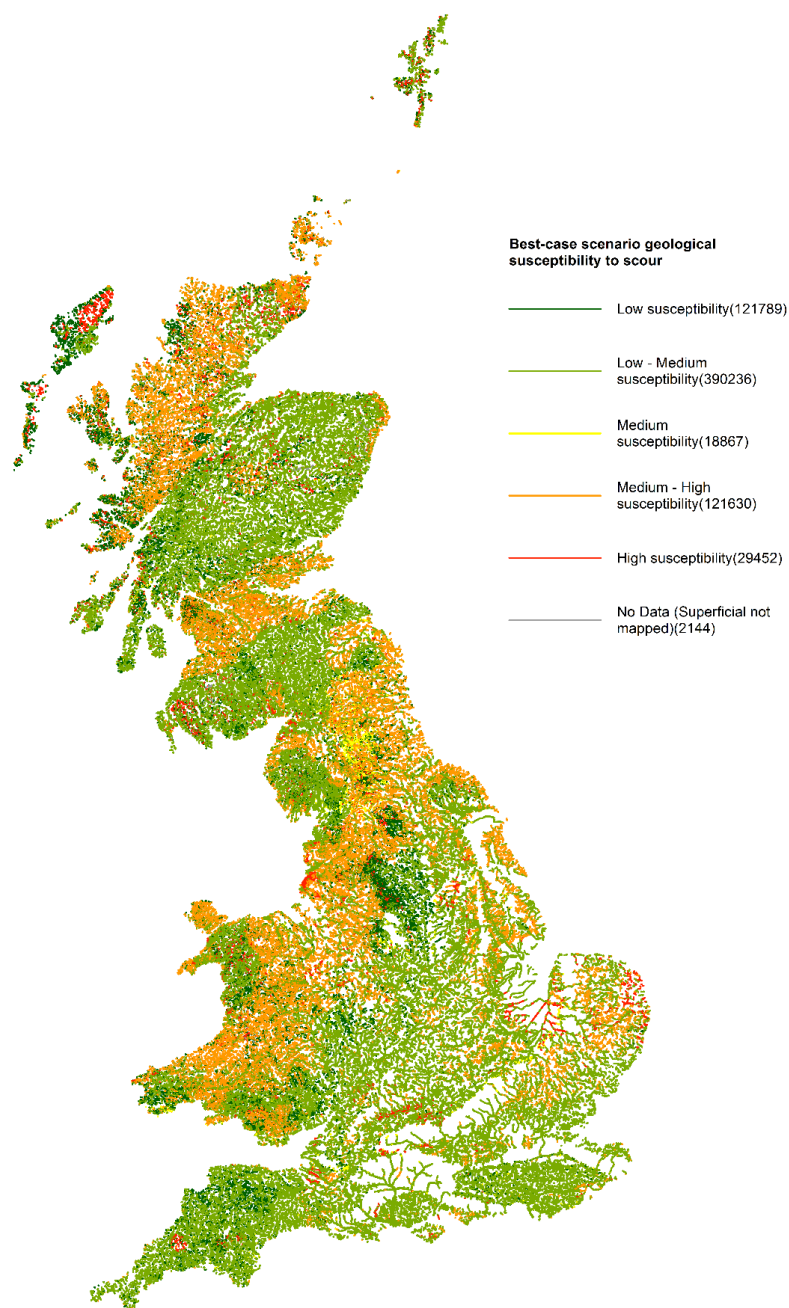 Best-case scenario geological
susceptibility to scour
Low susceptibility(121789)
Low - Medium
susceptibility(390236)
Medium
susceptibility(18867)
Medium - High
susceptibility(121630)
High susceptibility(29452)
No Data (Superficial not
mapped)(2144)